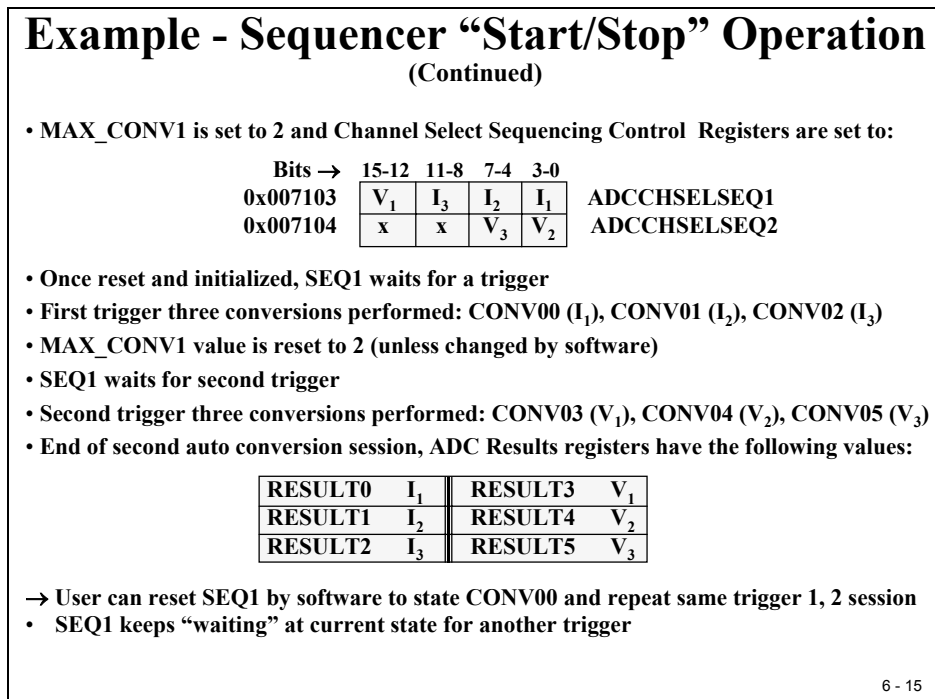 Example - Sequencer “Start/Stop” Operation
(Continued)
• MAX_CONV1 is set to 2 and Channel Select Sequencing Control Registers are set to:
Bits → 15-12 11-8 7-4 3-0
0x007103 V1 I3 I2 I1 ADCCHSELSEQ1
0x007104 x x V3 V2 ADCCHSELSEQ2
• Once reset and initialized, SEQ1 waits for a trigger
• First trigger three conversions performed: CONV00 (I1), CONV01 (I2), CONV02 (I3)
• MAX_CONV1 value is reset to 2 (unless changed by software)
• SEQ1 waits for second trigger
• Second trigger three conversions performed: CONV03 (V1), CONV04 (V2), CONV05 (V3)
• End of second auto conversion session, ADC Results registers have the following values:
RESULT0 I1 RESULT3 V1
RESULT1 I2 RESULT4 V2
RESULT2 I3 RESULT5 V3
→ User can reset SEQ1 by software to state CONV00 and repeat same trigger 1, 2 session
• SEQ1 keeps “waiting” at current state for another trigger
6 - 15